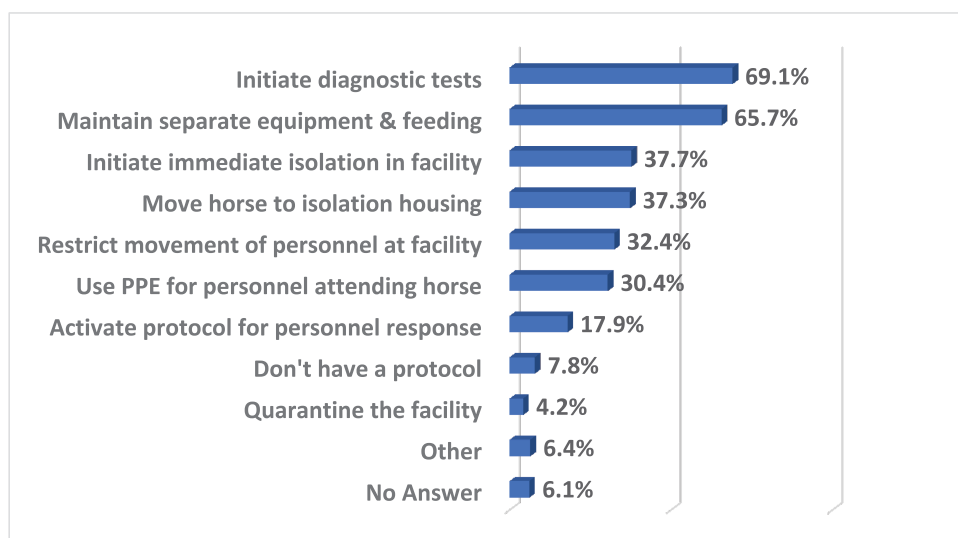 Initiate diagnostic tests 69.1%
Maintain separate equipment & feeding 65.7%
Initiate immediate isolation in facility 37.7%
Move horse to isolation housing 37.3%
Restrict movement of personnel at facility 32.4%
Use PPE for personnel attending horse 30.4%
Activate protocol for personnel response 17.9%
Don't have a protocol 7.8%
Quarantine the facility 4.2%
Other 6.4%
No Answer 6.1%